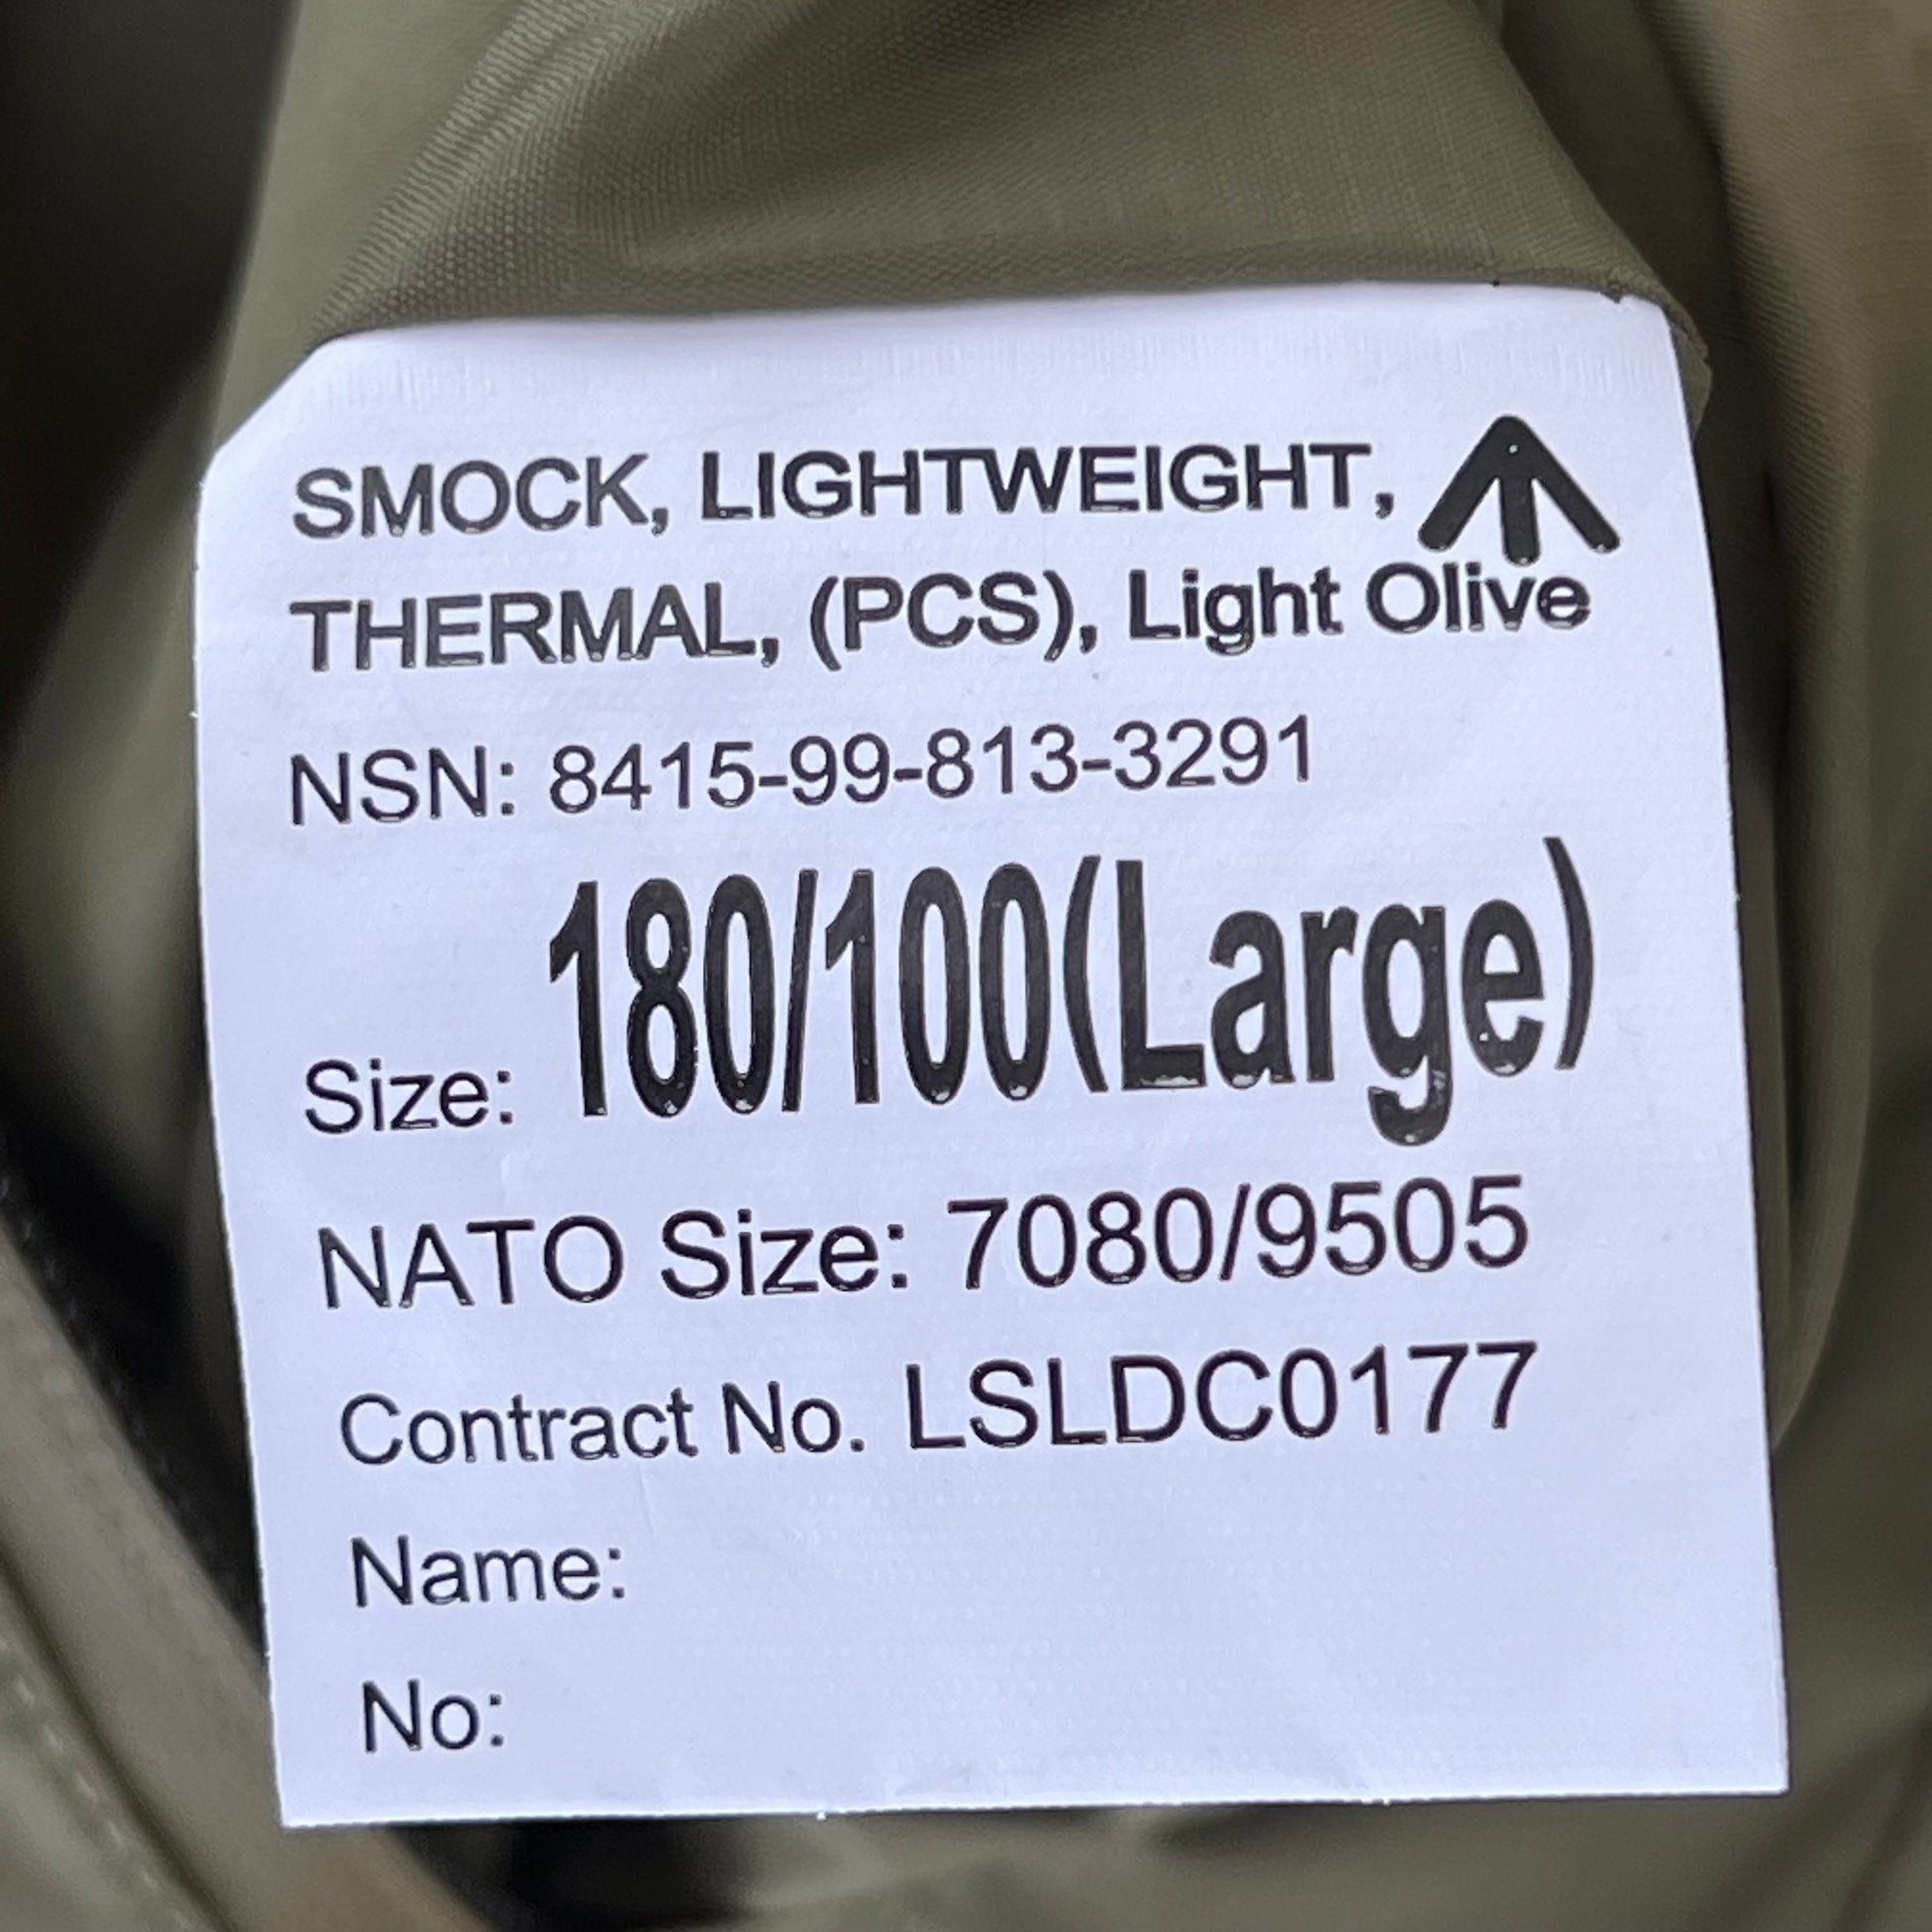 SMOCK, LIGHTWEIGHT,
THERMAL, (PCS), Light Olive
NSN: 8415-99-813-3291
Size: 180/100(Large)
NATO Size: 7080/9505
Contract No. LSLDC0177
Name:
No: